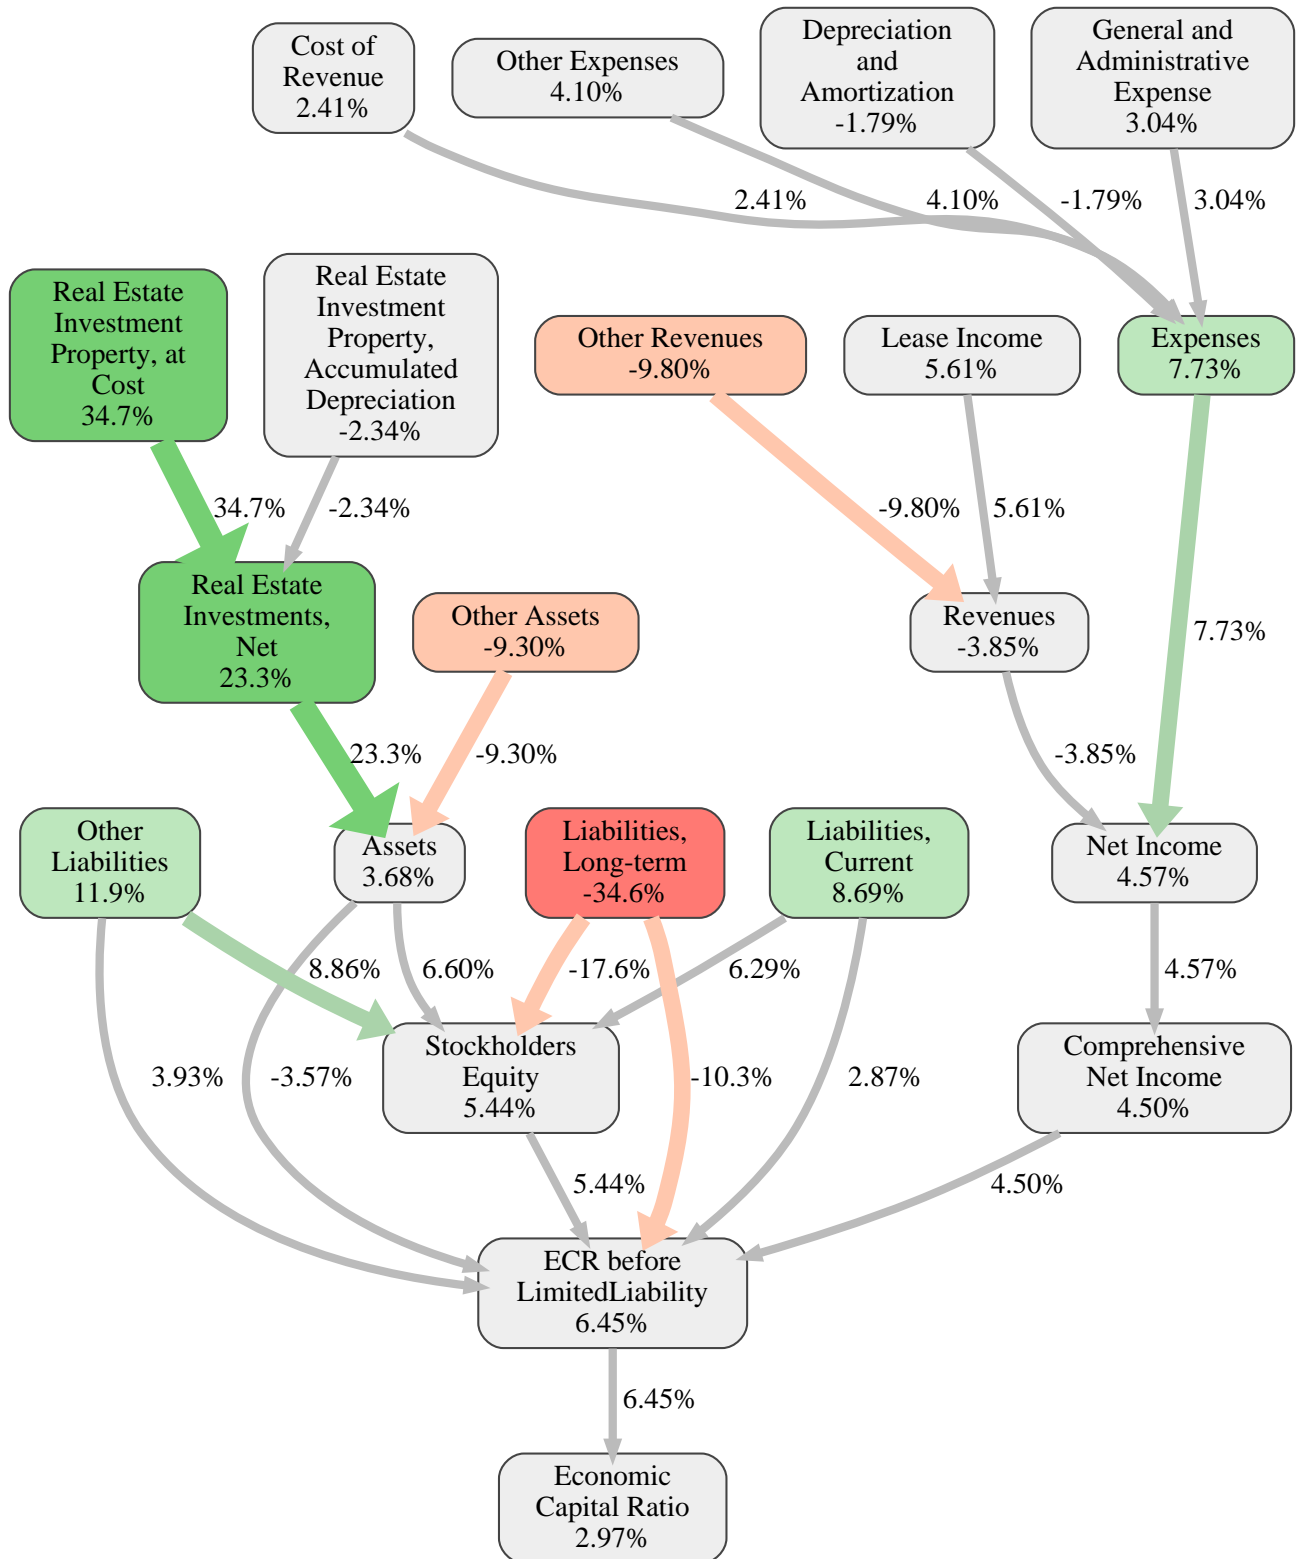 Cost of
Revenue
2.41%
Other Expenses
4.10%
Depreciation
and
Amortization
-1.79%
General and
Administrative
Expense
3.04%
2.41%
4.10%
-1.79%
3.04%
Real Estate
Investment
Property, at
Cost
34.7%
Real Estate
Investment
Property,
Accumulated
Depreciation
-2.34%
Other Revenues
-9.80%
Lease Income
5.61%
Expenses
7.73%
34.7%
-2.34%
-9.80%
5.61%
7.73%
Real Estate
Investments,
Net
23.3%
Other Assets
-9.30%
Revenues
-3.85%
23.3%
-9.30%
-3.85%
Other
Liabilities
11.9%
Assets
3.68%
Liabilities,
Long-term
-34.6%
Liabilities,
Current
8.69%
Net Income
4.57%
8.86%
6.60%
-17.6%
6.29%
4.57%
3.93%
-3.57%
Stockholders
Equity
5.44%
-10.3%
2.87%
Comprehensive
Net Income
4.50%
5.44%
4.50%
ECR before
LimitedLiability
6.45%
6.45%
Economic
Capital Ratio
2.97%